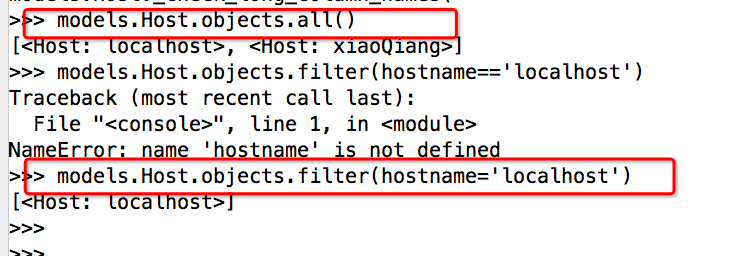 >>> models.Host.objects.all()
[<Host: localhost>, <Host: xiaoQiang>]
>>> models.Host.objects.filter(hostname=='localhost')
Traceback (most recent call last):
  File "<console>", line 1, in <module>
NameError: name 'hostname' is not defined
>>> models.Host.objects.filter(hostname='localhost')
[<Host: localhost>]
>>>
>>>